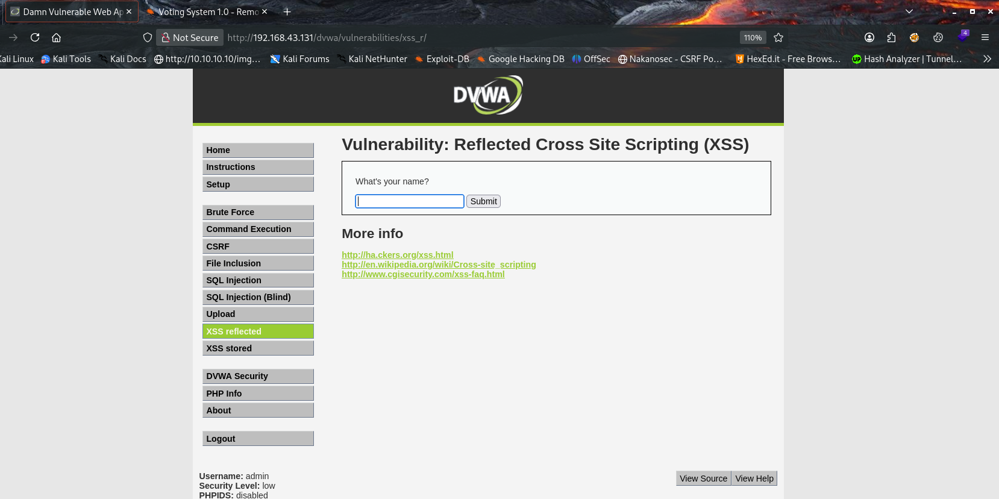 Damn Vulnerable Web Ap
Voting System 1.0 - Remo
Not Secure
http://192.168.43.131/dvwa/vulnerabilities/xss_r/
110%
4
Kali Linux
Kali Tools
Kali Docs
http://10.10.10.10/img...
Kali Forums
Kali NetHunter
Exploit-DB
Google Hacking DB
OffSec
Nakanosec - CSRF Po...
HexEd.it - Free Brows...
Hash Analyzer | Tunnel...
DVWA
Vulnerability: Reflected Cross Site Scripting (XSS)
What's your name?
Submit
More info
http://ha.ckers.org/xss.html
http://en.wikipedia.org/wiki/Cross-site_scripting
http://www.cgisecurity.com/xss-faq.html
Home
Instructions
Setup
Brute Force
Command Execution
CSRF
File Inclusion
SQL Injection
SQL Injection (Blind)
Upload
XSS reflected
XSS stored
DVWA Security
PHP Info
About
Logout
Username: admin
Security Level: low
PHPIDS: disabled
View Source
View Help